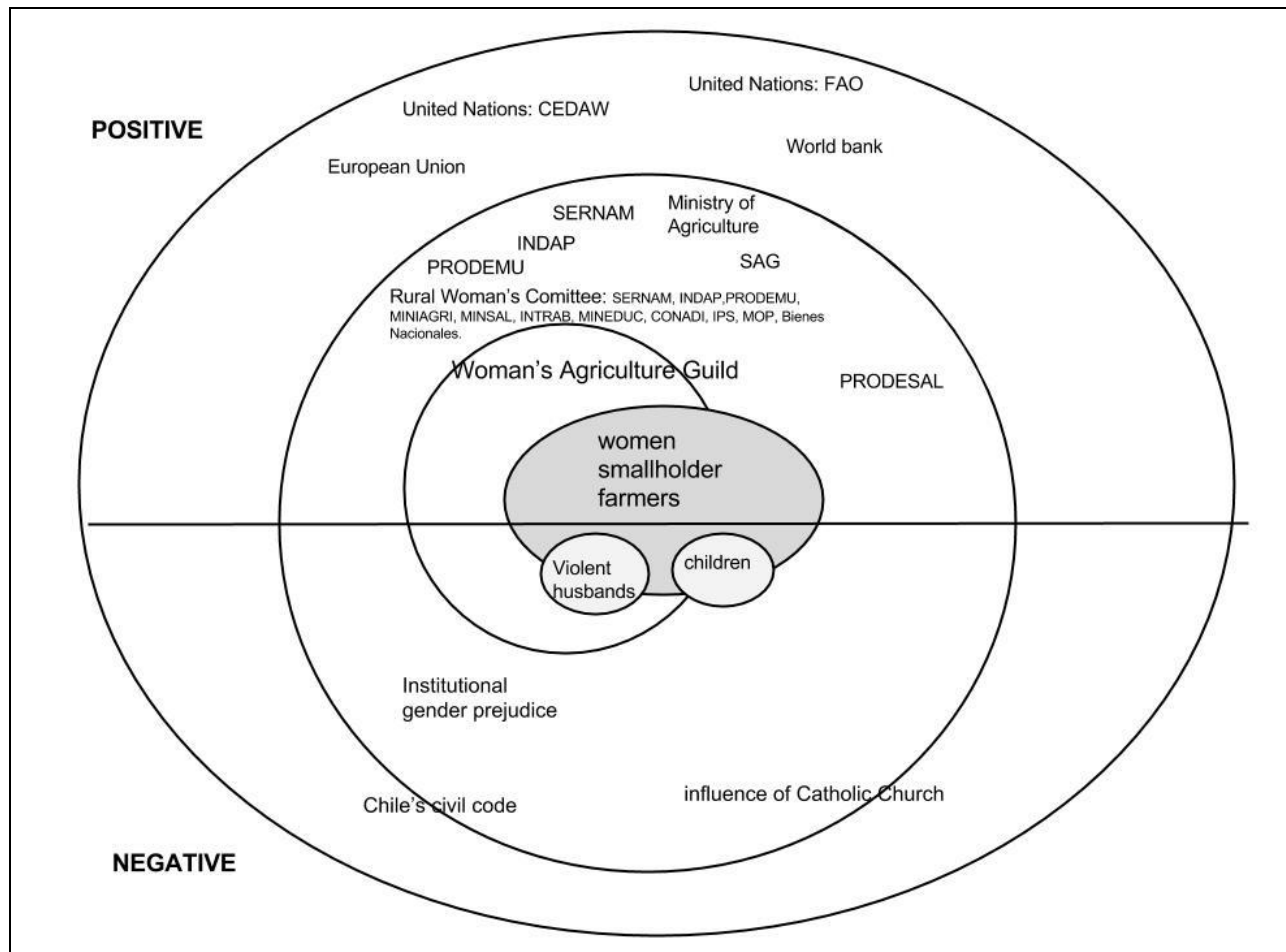 United Nations: FAO
United Nations: CEDAW
POSITIVE
World bank
European Union
SERNAM
Ministry of
Agriculture
INDAP
PRODEMU
SAG
Rural Woman's Comittee: SERNAM, INDAP,PRODEMU,
MINIAGRI, MINSAL, INTRAB, MINEDUC, CONADI, IPS, MOP, Bienes
Nacionales.
Woman's Agriculture Guild
PRODESAL
women
smallholder
farmers
Violent
husbands
children
Institutional
gender prejudice
Chile's civil code
influence of Catholic Church
NEGATIVE